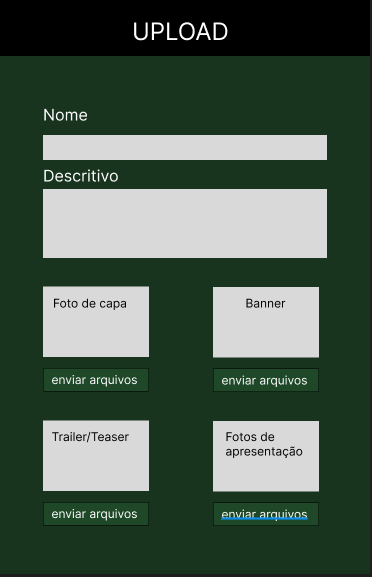 UPLOAD
Nome
Descritivo
Foto de capa
Banner
enviar arquivos
enviar arquivos
Trailer/Teaser
Fotos de
apresentação
enviar arquivos
enviar arquivos